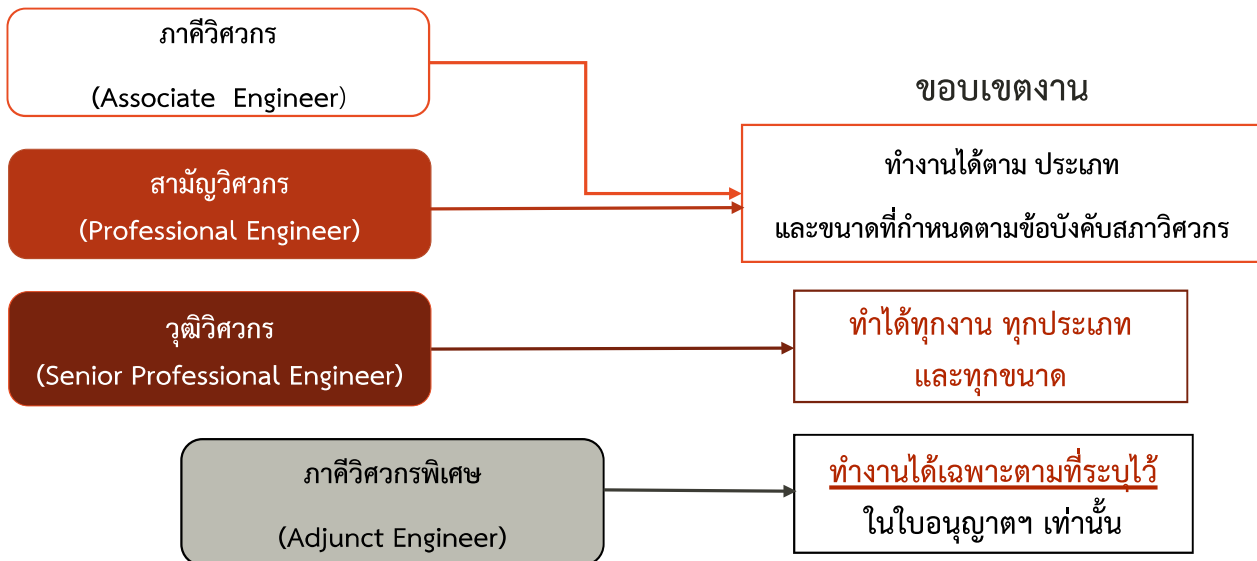 ภาคีวิศวกร
(Associate Engineer)
ขอบเขตงาน
สามัญวิศวกร
(Professional Engineer)
ทำงานได้ตาม ประเภท
และขนาดที่กำหนดตามข้อบังคับสภาวิศวกร
วุฒิวิศวกร
(Senior Professional Engineer)
ทำได้ทุกงาน ทุกประเภท
และทุกขนาด
ภาคีวิศวกรพิเศษ
(Adjunct Engineer)
ทำงานได้เฉพาะตามที่ระบุไว้
ในใบอนุญาตฯ เท่านั้น